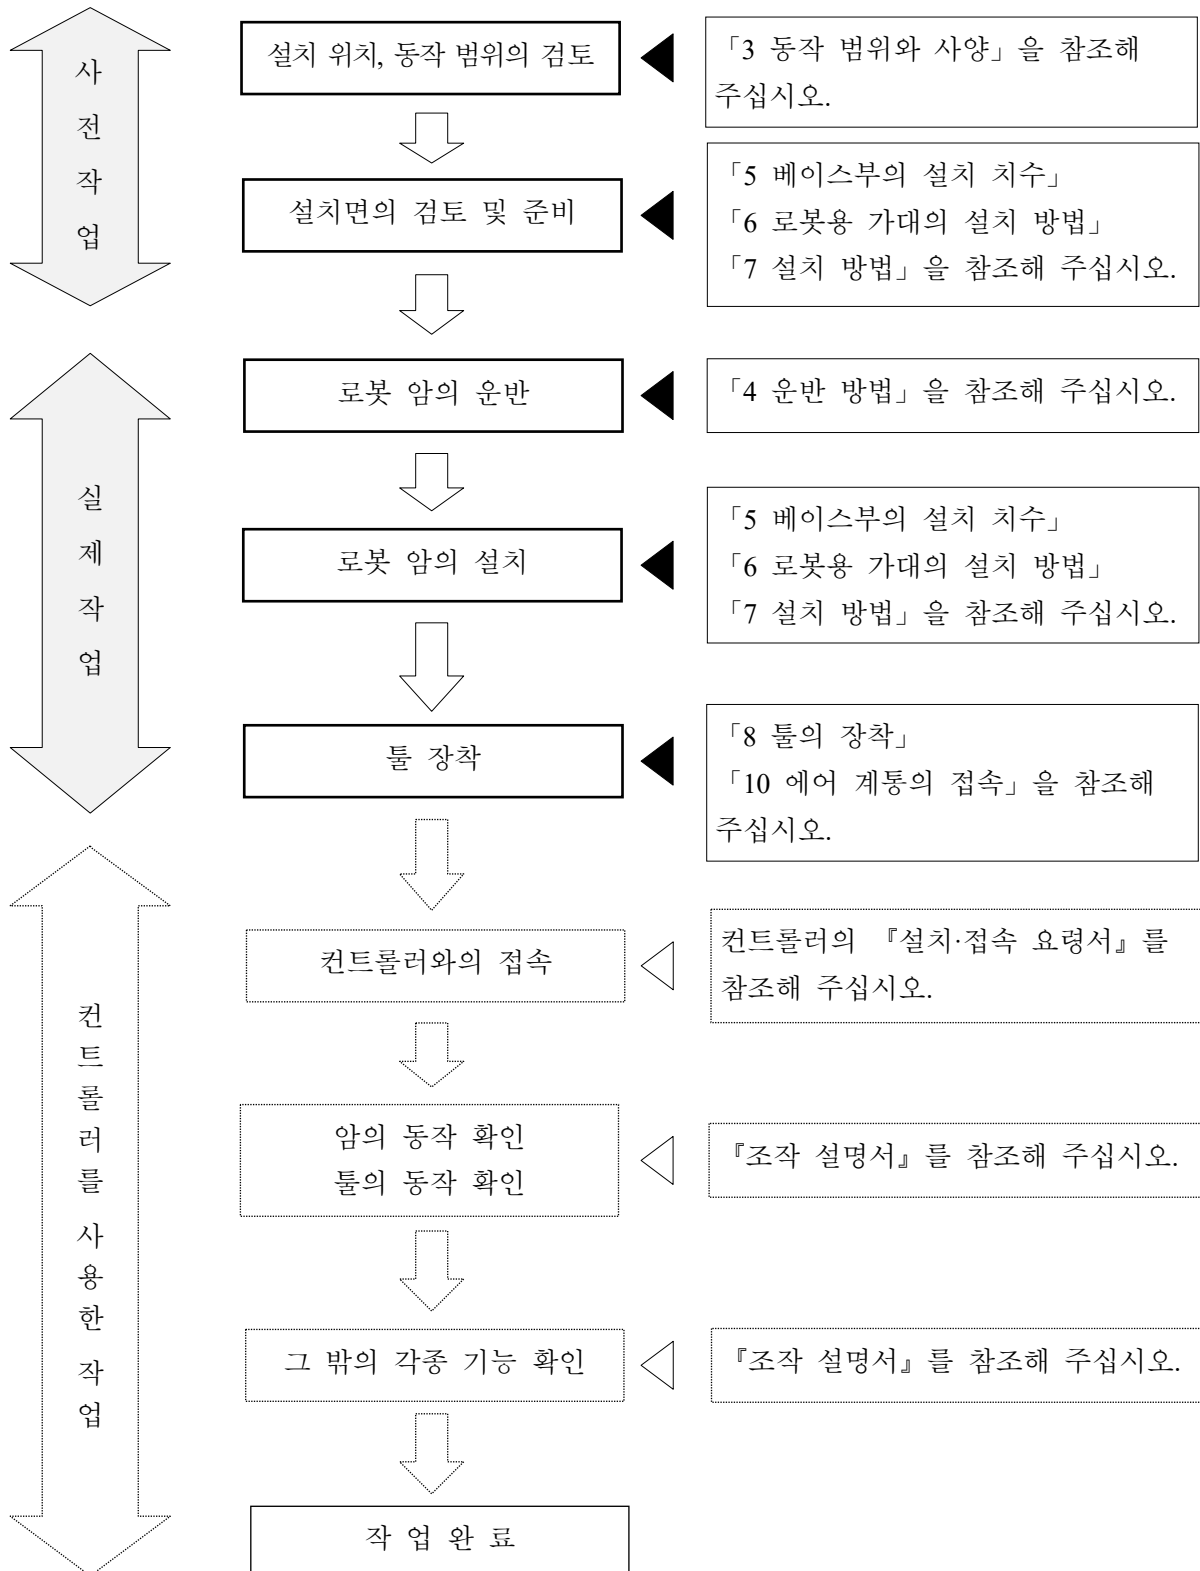 사전작업
설치 위치, 동작 범위의 검토
「3 동작 범위와 사양」을 참조해
주십시오.
설치면의 검토 및 준비
「5 베이스부의 설치 치수」
「6 로봇용 가대의 설치 방법」
「7 설치 방법」을 참조해 주십시오.
실제작업
로봇 암의 운반
「4 운반 방법」을 참조해 주십시오.
로봇 암의 설치
「5 베이스부의 설치 치수」
「6 로봇용 가대의 설치 방법」
「7 설치 방법」을 참조해 주십시오.
툴 장착
「8 툴의 장착」
「10 에어 계통의 접속」을 참조해
주십시오.
컨트롤러를 사용한 작업
컨트롤러와의 접속
컨트롤러의 『설치·접속 요령서』를
참조해 주십시오.
암의 동작 확인
툴의 동작 확인
『조작 설명서』를 참조해 주십시오.
그 밖의 각종 기능 확인
『조작 설명서』를 참조해 주십시오.
작 업 완 료